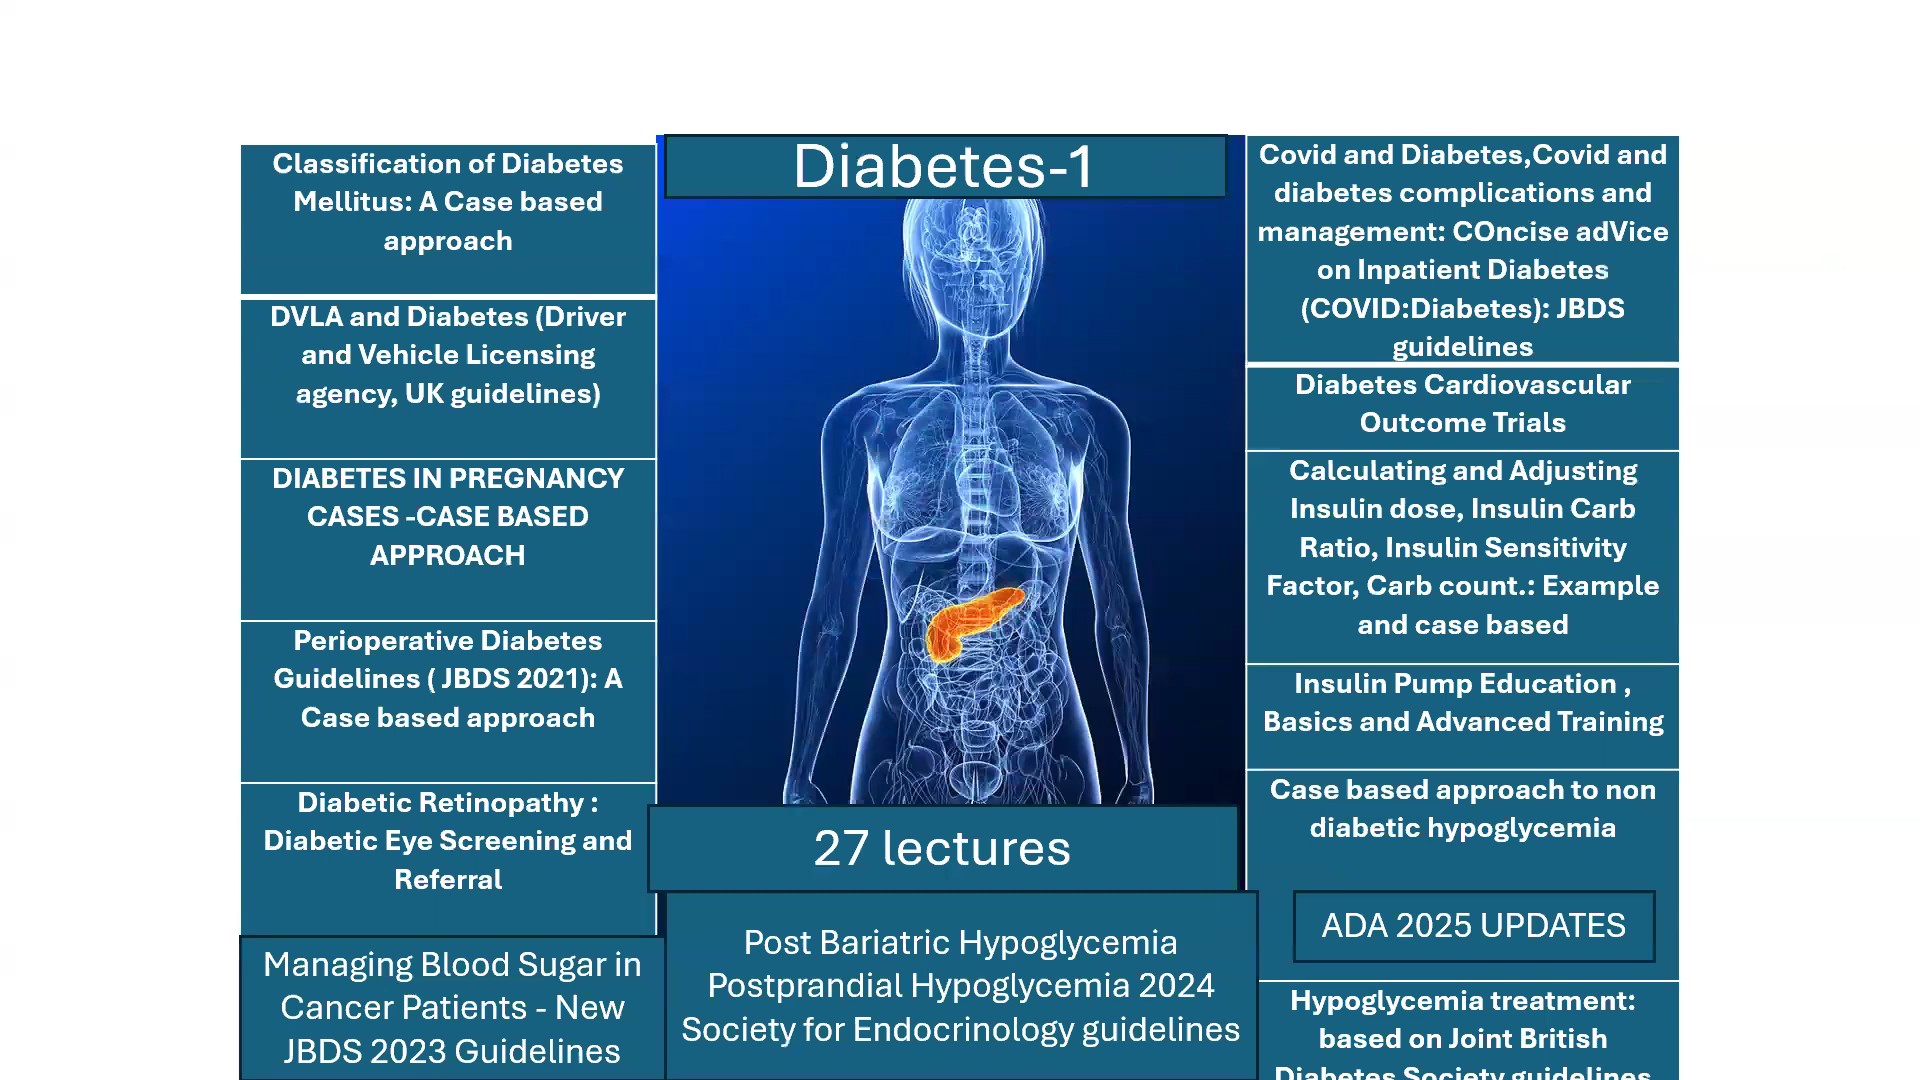 Diabetes-1
Classification of Diabetes
Mellitus: A Case based
approach
DVLA and Diabetes (Driver
and Vehicle Licensing
agency, UK guidelines)
DIABETES IN PREGNANCY
CASES -CASE BASED
APPROACH
Perioperative Diabetes
Guidelines ( JBDS 2021): A
Case based approach
Diabetic Retinopathy :
Diabetic Eye Screening and
Referral
Managing Blood Sugar in
Cancer Patients - New
JBDS 2023 Guidelines
27 lectures
Post Bariatric Hypoglycemia
Postprandial Hypoglycemia 2024
Society for Endocrinology guidelines
Covid and Diabetes,Covid and
diabetes complications and
management: COncise adVice
on Inpatient Diabetes
(COVID:Diabetes): JBDS
guidelines
Diabetes Cardiovascular
Outcome Trials
Calculating and Adjusting
Insulin dose, Insulin Carb
Ratio, Insulin Sensitivity
Factor, Carb count.: Example
and case based
Insulin Pump Education ,
Basics and Advanced Training
Case based approach to non
diabetic hypoglycemia
ADA 2025 UPDATES
Hypoglycemia treatment:
based on Joint British
Diabetes Society guidelines